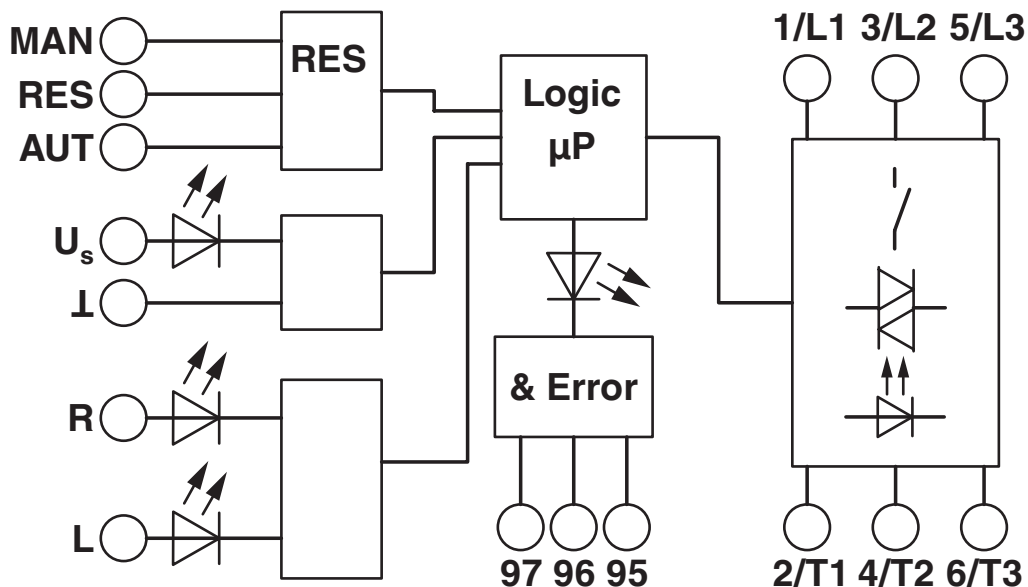 MAN
RES
AUT
RES
U_s
⊥
R
L
Logic
µP
& Error
97 96 95
1/L1 3/L2 5/L3
2/T1 4/T2 6/T3